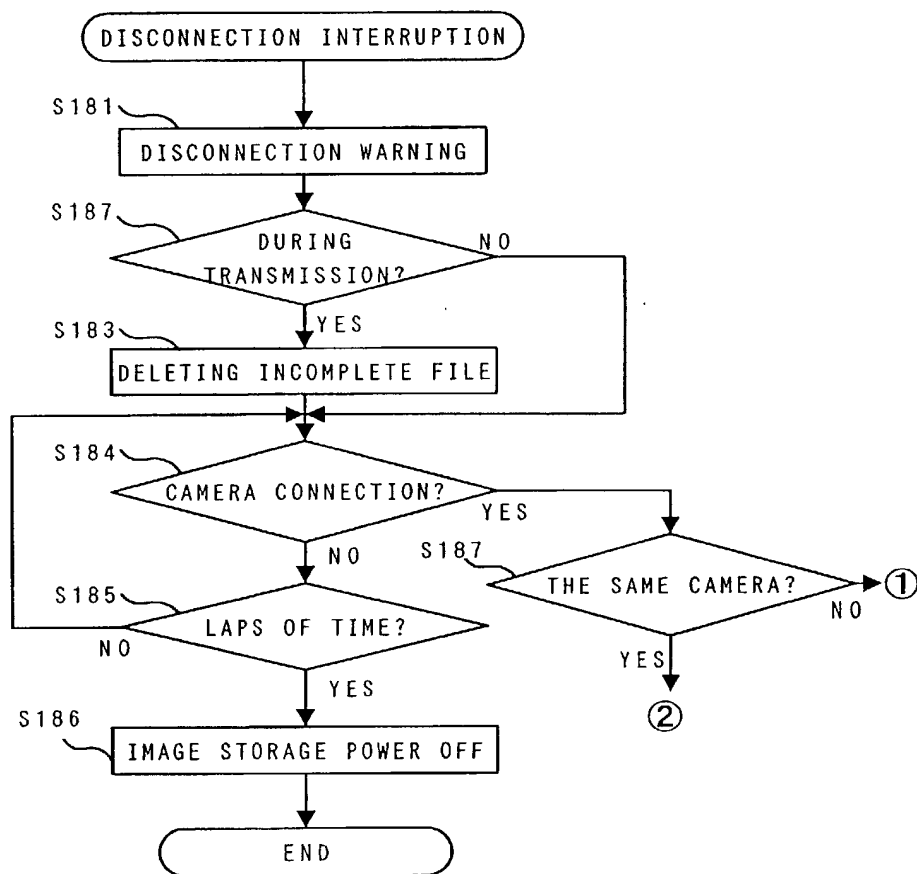 DISCONNECTION INTERRUPTION
S181
DISCONNECTION WARNING
S187
DURING
TRANSMISSION?
NO
YES
S183
DELETING INCOMPLETE FILE
S184
CAMERA CONNECTION?
YES
NO
S187
THE SAME CAMERA?
①
NO
YES
②
S185
LAPS OF TIME?
NO
YES
S186
IMAGE STORAGE POWER OFF
END